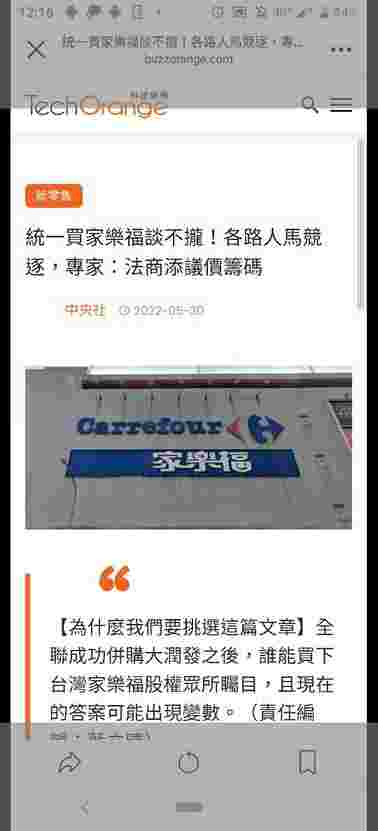 12:16
統一買家樂福談不攏！各路人馬競逐，專...
buzzorange.com
TechOrange
科技報橘
新零售
統一買家樂福談不攏！各路人馬競
逐，專家：法商添議價籌碼
中央社 2022-05-30
Carrefour
家樂福
【為什麼我們要挑選這篇文章】全
聯成功併購大潤發之後，誰能買下
台灣家樂福股權眾所矚目，且現在
的答案可能出現變數。（責任編